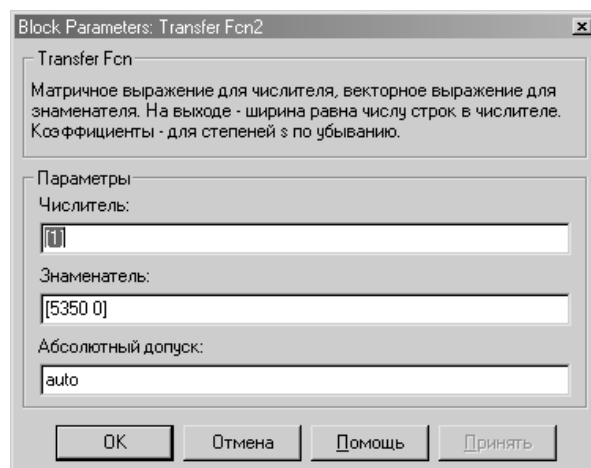 Block Parameters: Transfer Fcn2
Transfer Fcn
Матричное выражение для числителя, векторное выражение для
знаменателя. На выходе - ширина равна числу строк в числителе.
Коэффициенты - для степеней s по убыванию.
Параметры
Числитель:
[1]
Знаменатель:
[5350 0]
Абсолютный допуск:
auto
OK Отмена Помощь Принять